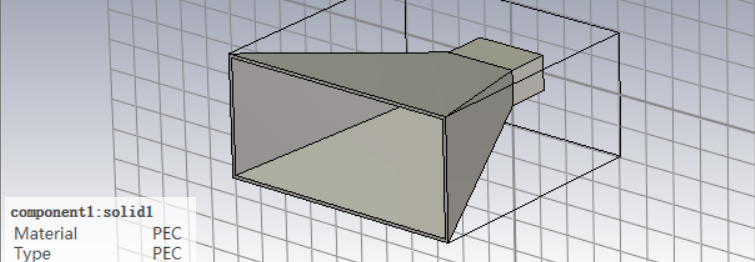 component1:solid1
Material PEC
Type PEC